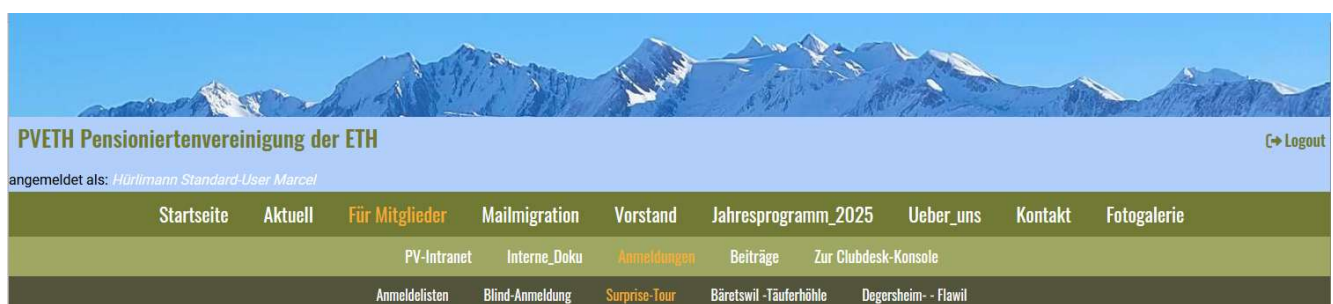 PVETH Pensioniertenvereinigung der ETH
Logout
angemeldet als: Hürlimann Standard-User Marcel
Startseite Aktuell Für Mitglieder Mailmigration Vorstand Jahresprogramm_2025 Ueber_uns Kontakt Fotogalerie
PV-Intranet Interne_Doku Anmeldungen Beiträge Zur Clubdesk-Konsole
Anmeldelisten Blind-Anmeldung Surprise-Tour Bäretswil -Täuferhöhle Degersheim- - Flawil